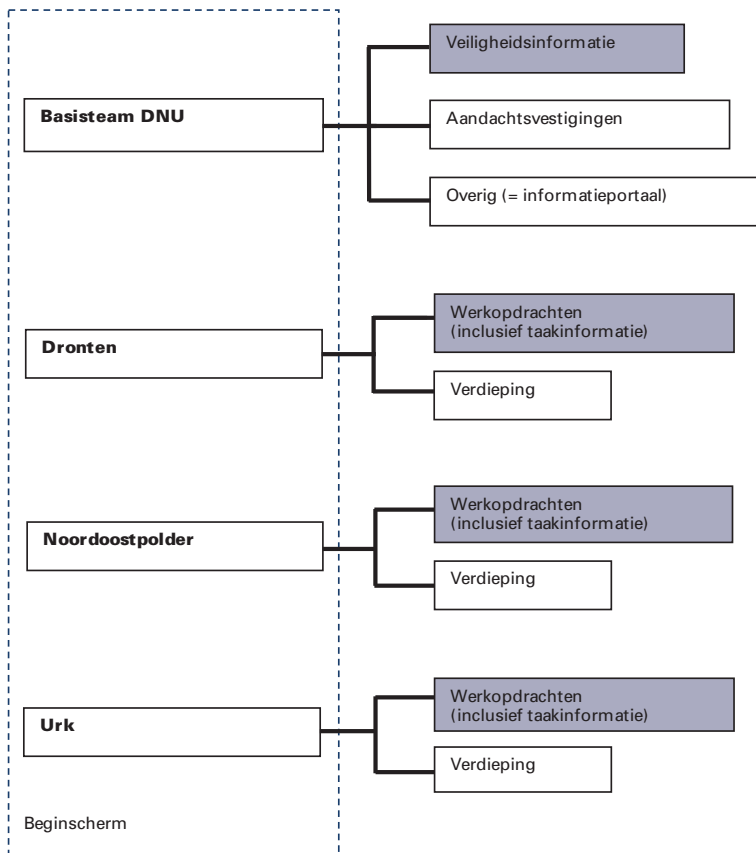 Veiligheidsinformatie
Basisteam DNU
Aandachtsvestigingen
Overig (= informatieportaal)
Werkopdrachten
(inclusief taakinformatie)
Dronten
Verdieping
Werkopdrachten
(inclusief taakinformatie)
Noordoostpolder
Verdieping
Werkopdrachten
(inclusief taakinformatie)
Urk
Verdieping
Beginscherm